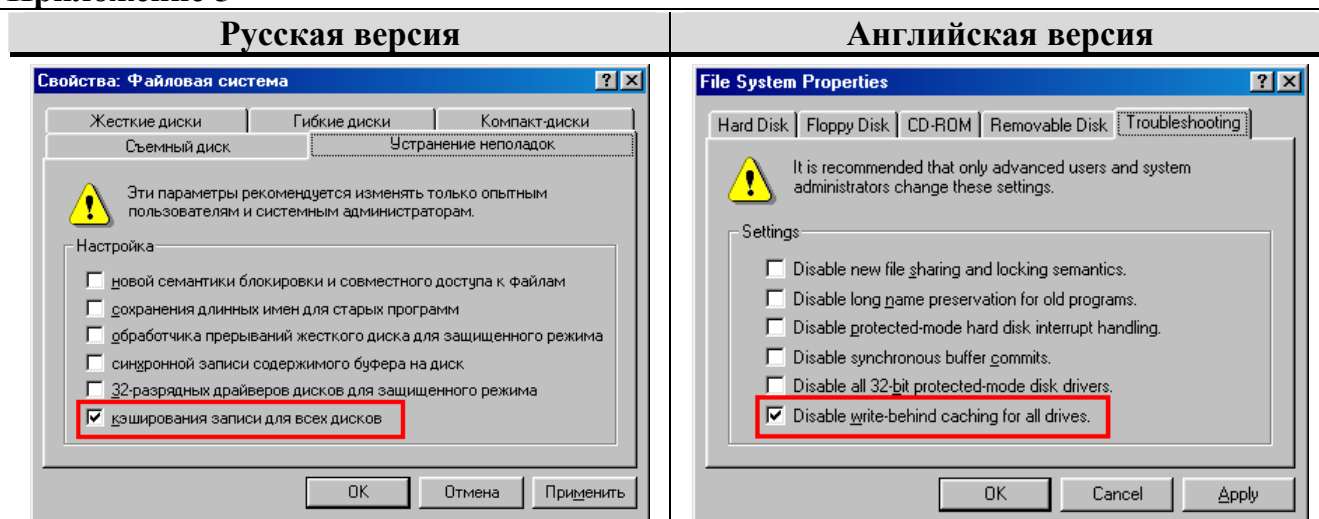 Русская версия
Английская версия
Свойства: Файловая система
Жесткие диски
Гибкие диски
Компакт-диски
Съемный диск
Устранение неполадок
Эти параметры рекомендуется изменять только опытным
пользователям и системным администраторам.
Настройка
новой семантики блокировки и совместного доступа к файлам
сохранения длинных имен для старых программ
обработчика прерываний жесткого диска для защищенного режима
синхронной записи содержимого буфера на диск
32-разрядных драйверов дисков для защищенного режима
кэширования записи для всех дисков
OK
Отмена
Применить
File System Properties
Hard Disk
Floppy Disk
CD-ROM
Removable Disk
Troubleshooting
It is recommended that only advanced users and system
administrators change these settings.
Settings
Disable new file sharing and locking semantics.
Disable long name preservation for old programs.
Disable protected-mode hard disk interrupt handling.
Disable synchronous buffer commits.
Disable all 32-bit protected-mode disk drivers.
Disable write-behind caching for all drives.
OK
Cancel
Apply